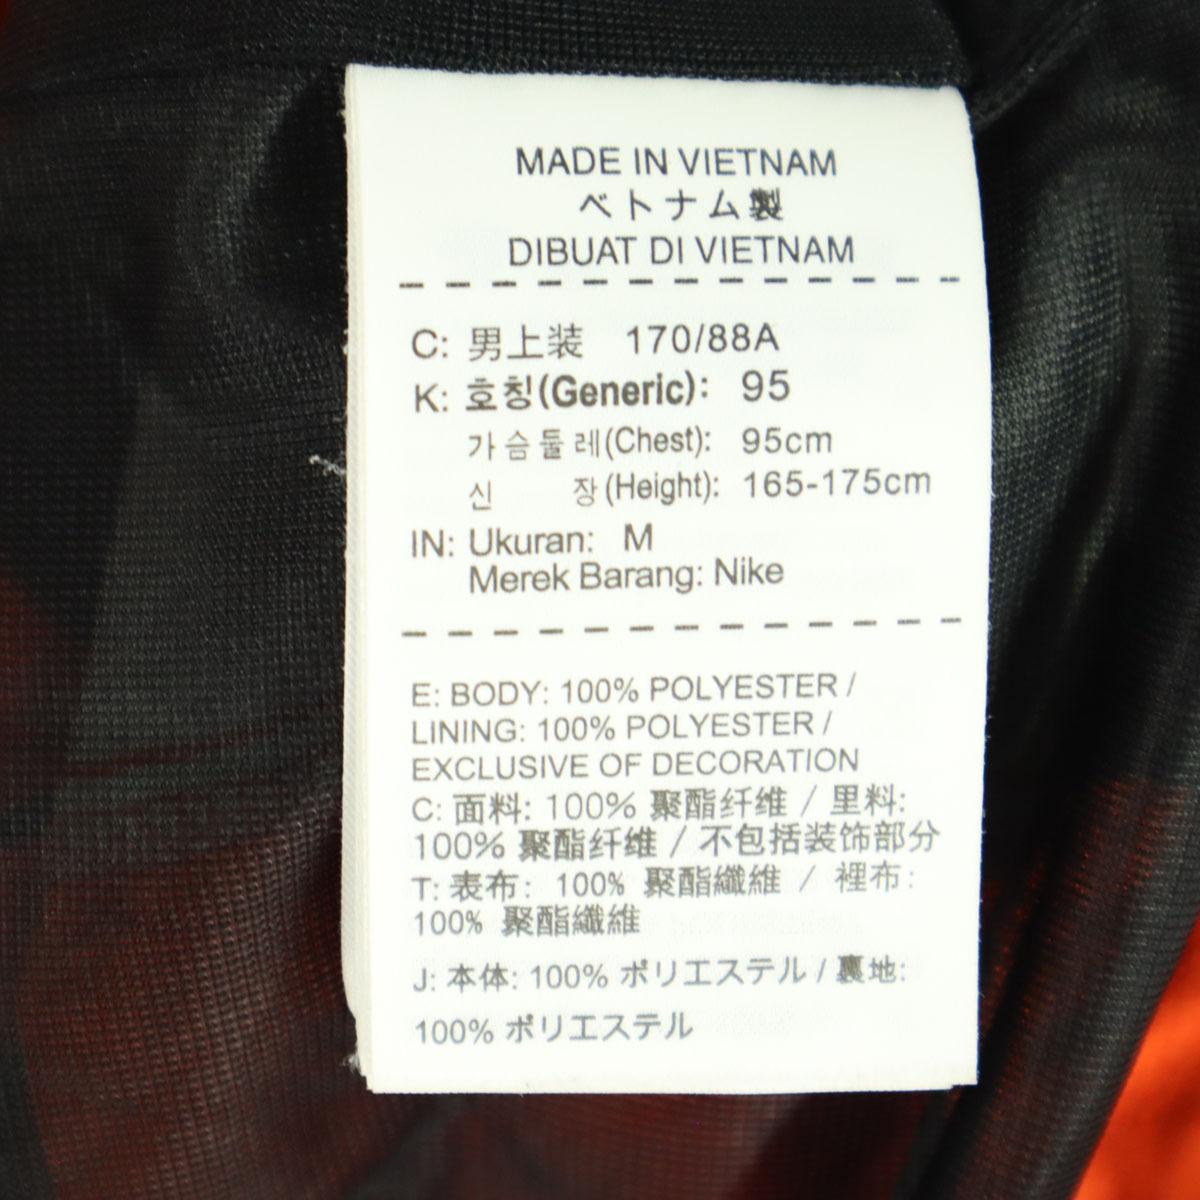 MADE IN VIETNAM
ベトナム製
DIBUAT DI VIETNAM
C: 男上装 170/88A
K: 호칭(Generic): 95
가슴둘레(Chest): 95cm
신 장(Height): 165-175cm
IN: Ukuran: M
Merek Barang: Nike
E: BODY: 100% POLYESTER /
LINING: 100% POLYESTER /
EXCLUSIVE OF DECORATION
C: 面料: 100% 聚酯纤维 / 里料:
100% 聚酯纤维 / 不包括装饰部分
T: 表布: 100% 聚酯纖維 / 裡布:
100% 聚酯纖維
J: 本体: 100% ポリエステル / 裏地:
100% ポリエステル